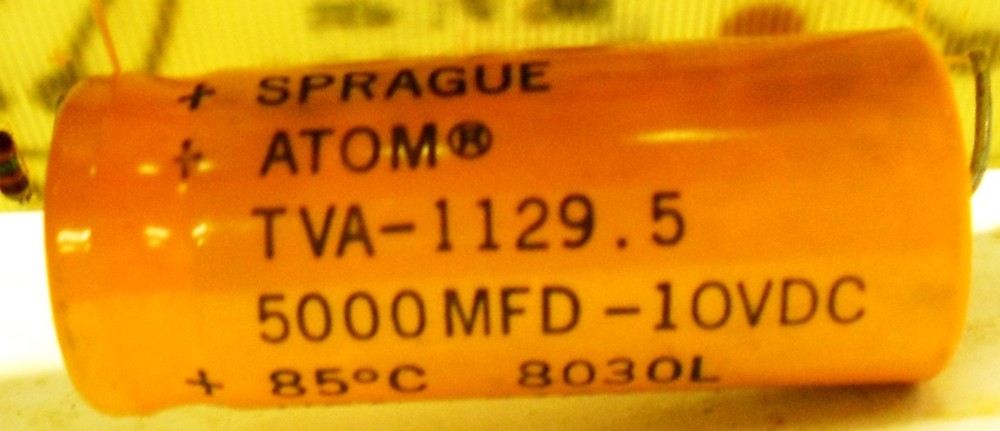 + SPRAGUE
+ ATOM®
TVA-1129.5
5000MFD-10VDC
+ 85°C 8030L